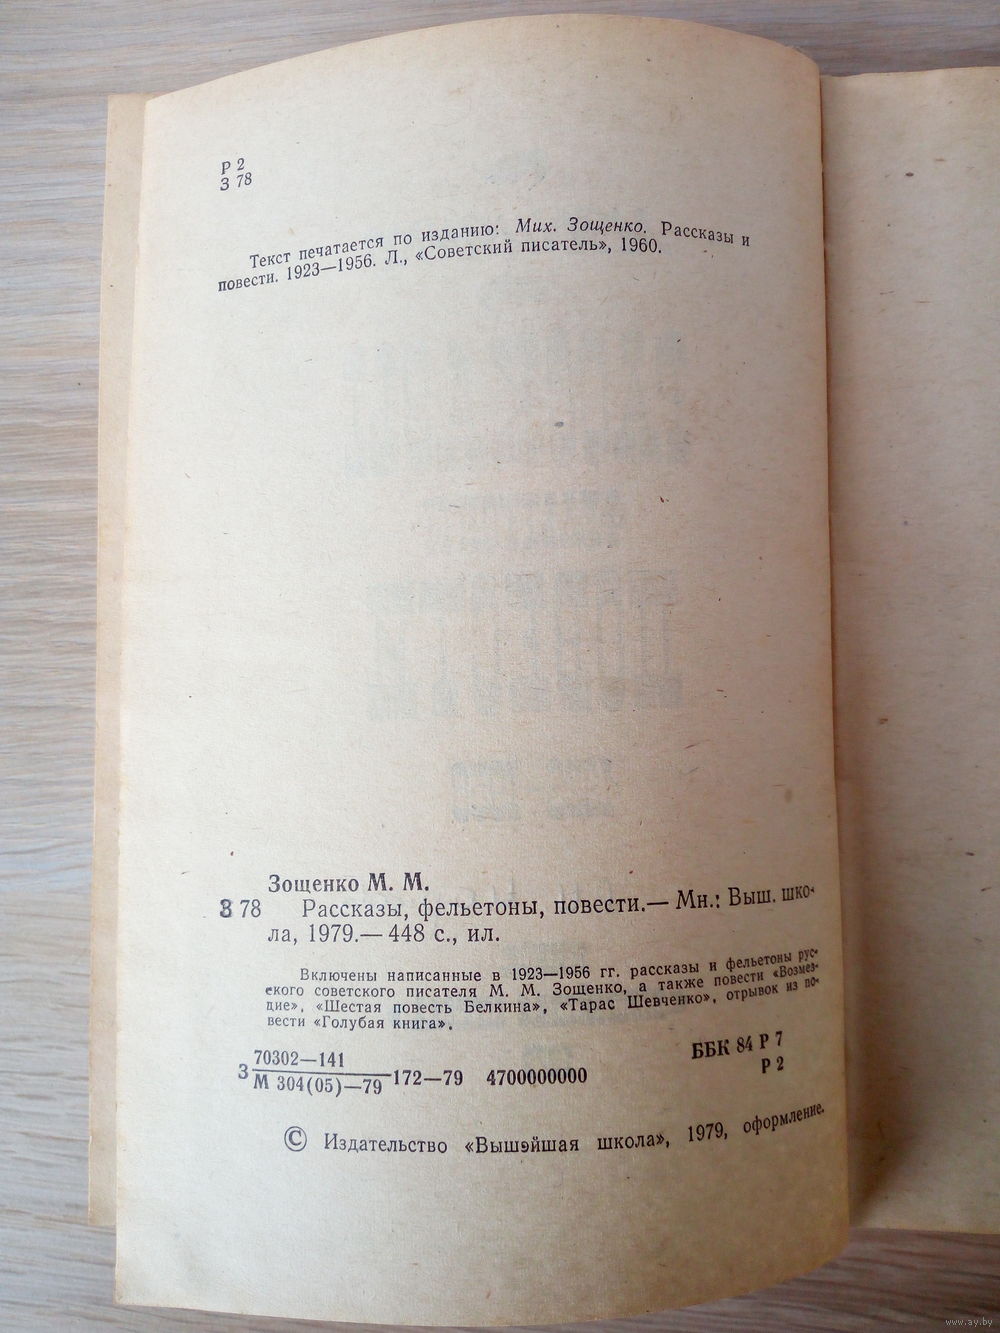 Р 2
З 78
Текст печатается по изданию: Мих. Зощенко. Рассказы и
повести. 1923—1956. Л., «Советский писатель», 1960.
Зощенко М. М.
З 78 Рассказы, фельетоны, повести.— Мн.: Выш. шко-
ла, 1979.— 448 с., ил.
Включены написанные в 1923—1956 гг. рассказы и фельетоны рус-
ского советского писателя М. М. Зощенко, а также повести «Возмез-
дие», «Шестая повесть Белкина», «Тарас Шевченко», отрывок из по-
вести «Голубая книга».
70302—141
З М 304(05)—79 172—79 4700000000
ББК 84 Р 7
Р 2
© Издательство «Вышэйшая школа», 1979, оформление.
www.ay.by